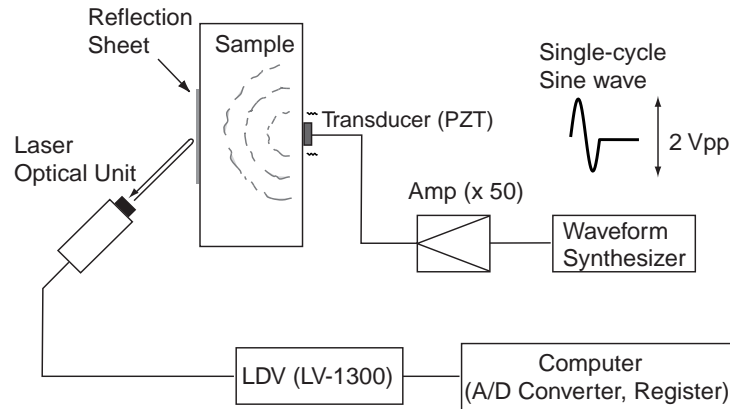 Reflection
Sheet
Sample
Single-cycle
Sine wave
Transducer (PZT)
2 Vpp
Laser
Optical Unit
Amp (x 50)
Waveform
Synthesizer
LDV (LV-1300)
Computer
(A/D Converter, Register)